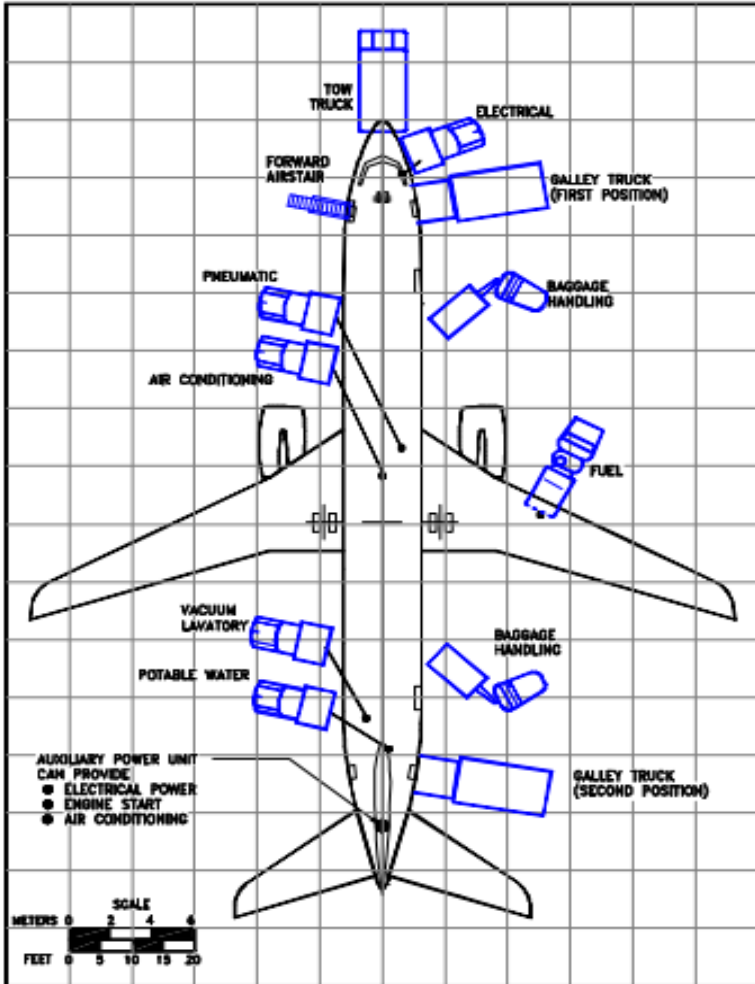 TOW
TRUCK
ELECTRICAL
FORWARD
AIRSTAIR
GALLEY TRUCK
(FIRST POSITION)
PNEUMATIC
BAGGAGE
HANDLING
AIR CONDITIONING
FUEL
VACUUM
LAVATORY
BAGGAGE
HANDLING
POTABLE WATER
AUXILIARY POWER UNIT
CAN PROVIDE
● ELECTRICAL POWER
● ENGINE START
● AIR CONDITIONING
GALLEY TRUCK
(SECOND POSITION)
SCALE
METERS 0 2 4 6
FEET 0 5 10 15 20